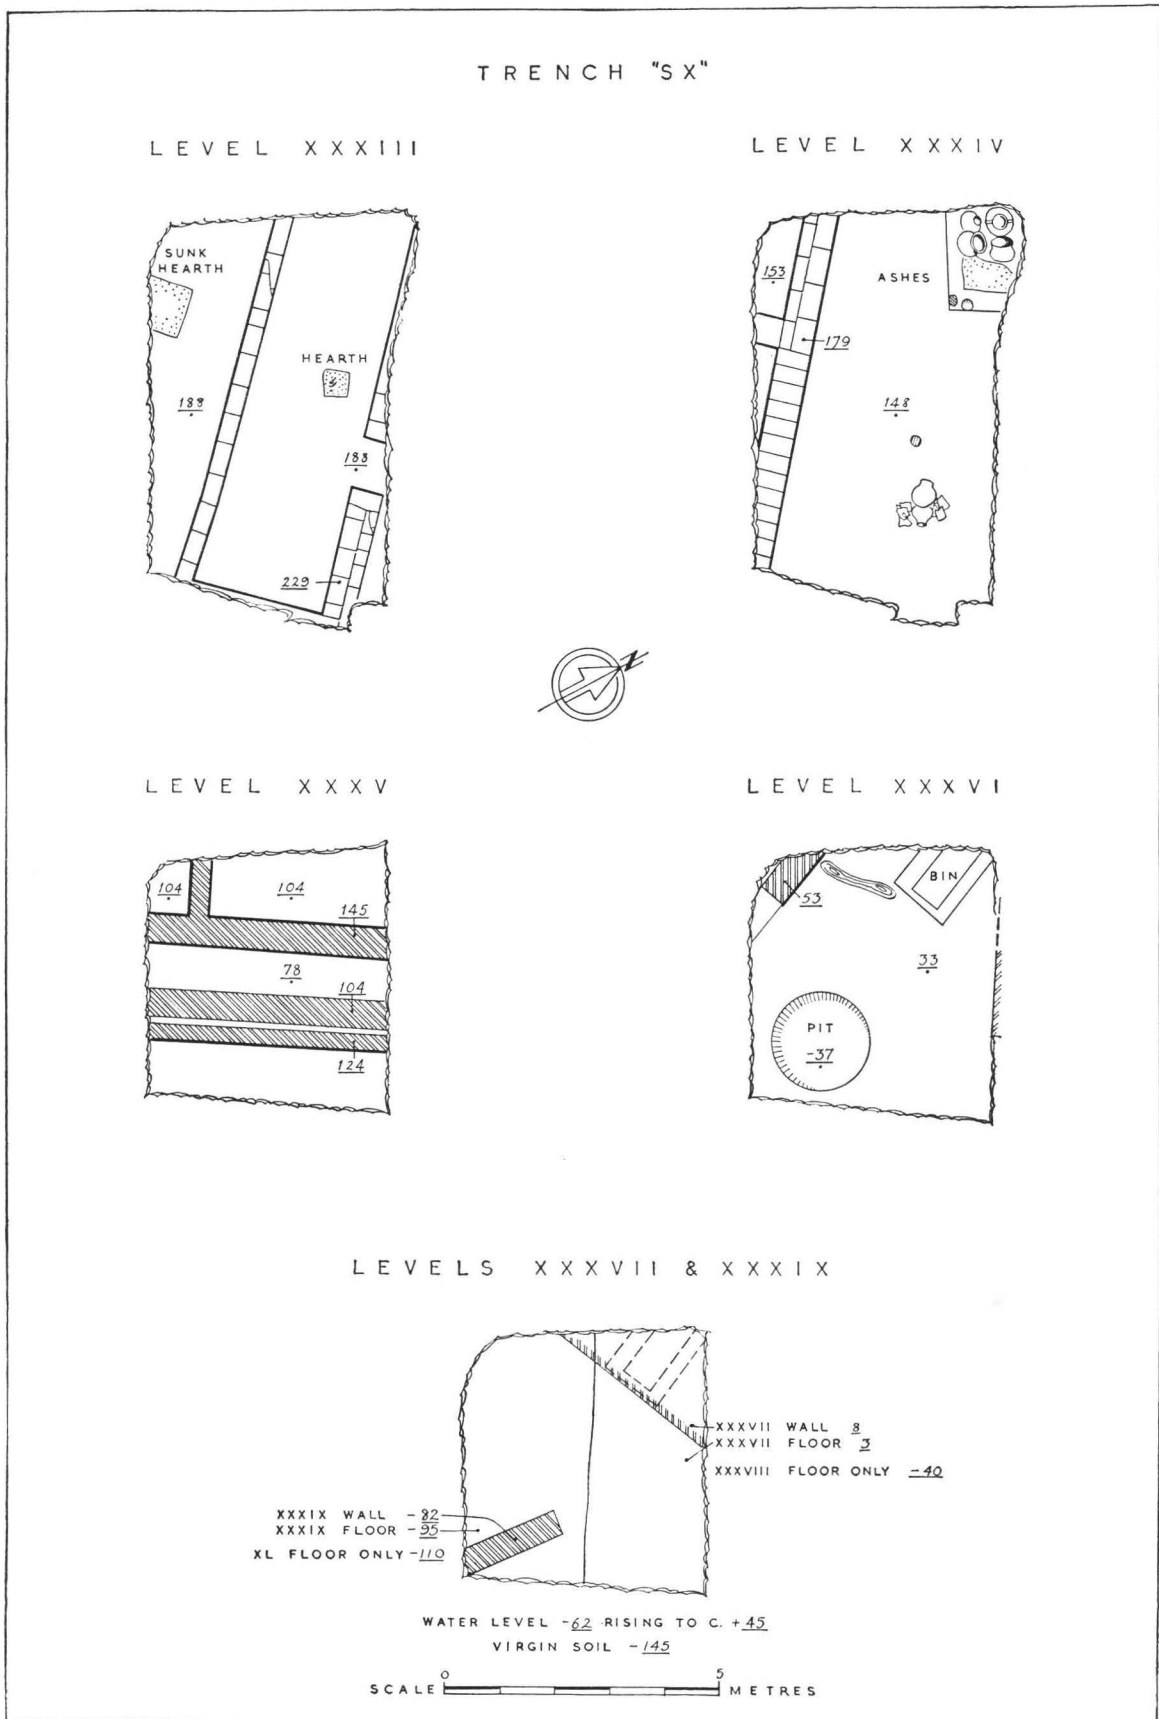 TRENCH "SX"
LEVEL XXXIII
SUNK
HEARTH
HEARTH
188
188
229
LEVEL XXXIV
153
ASHES
179
148
N
LEVEL XXXV
104
104
145
78
104
124
LEVEL XXXVI
BIN
53
33
PIT
-37
LEVELS XXXVII & XXXIX
XXXVII WALL 8
XXXVII FLOOR 3
XXXVIII FLOOR ONLY -40
XXXIX WALL -82
XXXIX FLOOR -95
XL FLOOR ONLY -110
WATER LEVEL -62 RISING TO C. +45
VIRGIN SOIL -145
0 5
SCALE METRES